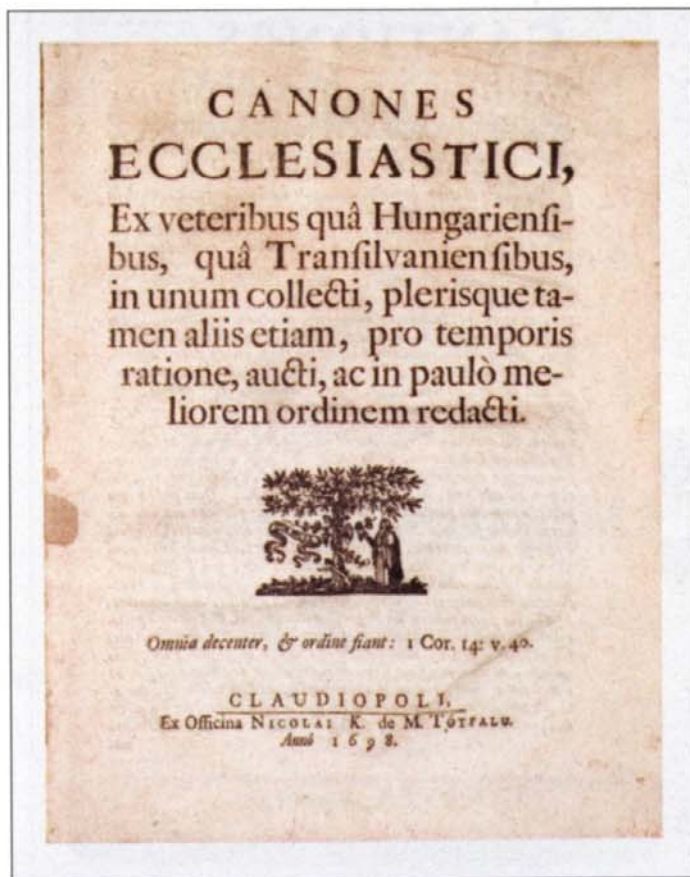 CANONES
ECCLESIASTICI,
Ex veteribus quâ Hungarienſi-
bus, quâ Tranſilvanienſibus,
in unum collecti, plerisque ta-
men aliis etiam, pro temporis
ratione, aucti, ac in paulò me-
liorem ordinem redacti.
Omnia decenter, & ordine fiant: 1 Cor. 14: v. 40.
CLAUDIOPOLI,
Ex Officina NICOLAI K. de M. TÓTFALU.
Annô 1698.